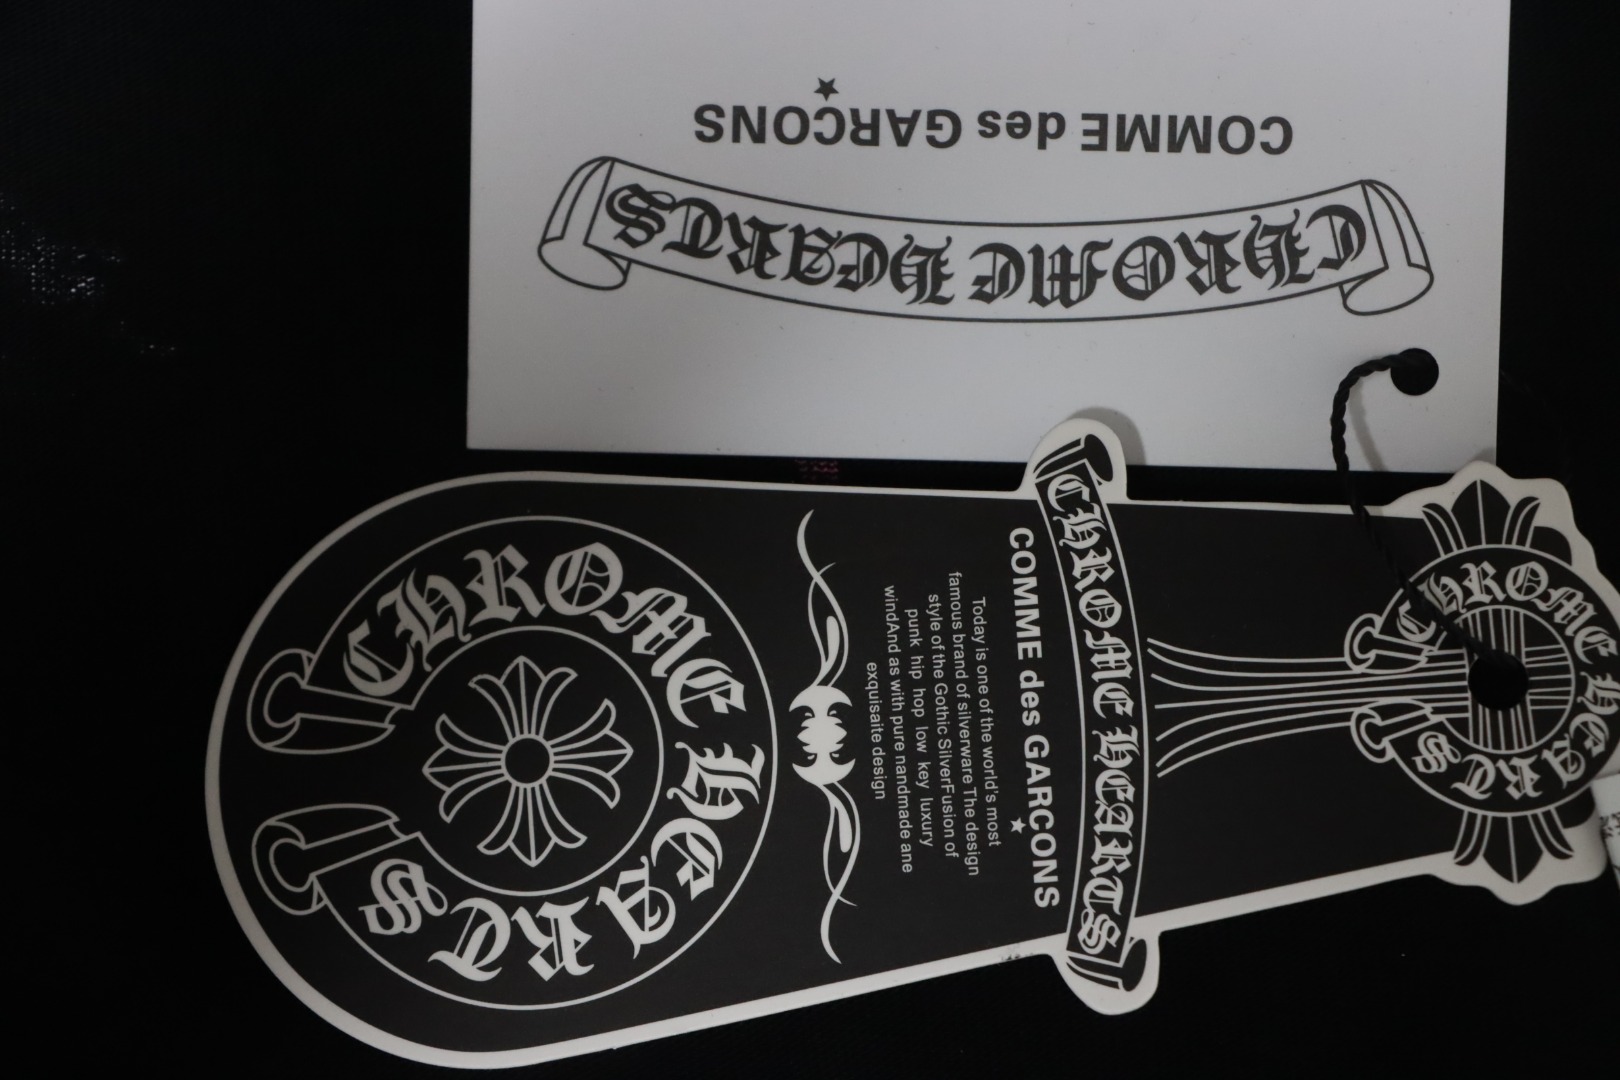 COMME des GARÇONS
CHROME HEARTS
CHROME HEARTS
CHROME HEARTS
COMME des GARCONS
Today is one of the world's most
famous brand of silverware The design
style of the Gothic SilverFusion of
punk hip hop low key luxury
windAnd as with pure nandmade ane
exquisaite design
CHROME HEARTS